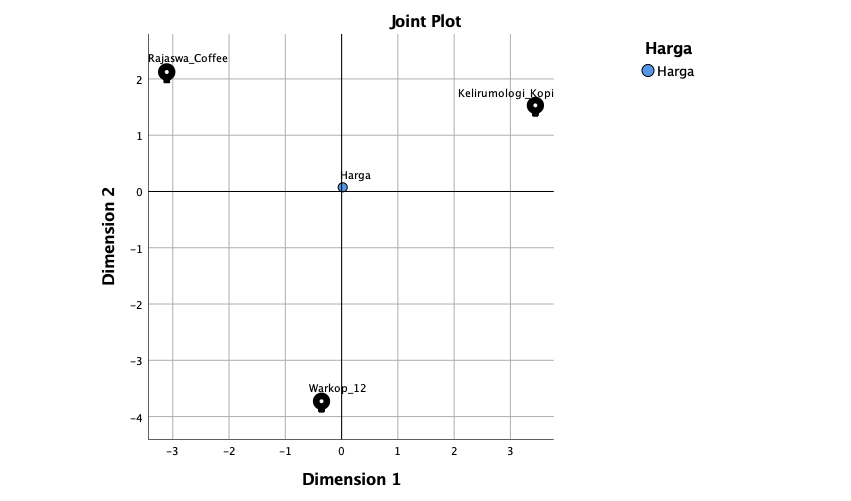 Joint Plot
Rajaswa_Coffee
Kelirumologi_Kopi
Harga
Warkop_12
2
1
0
−1
−2
−3
−4
−3
−2
−1
0
1
2
3
Dimension 2
Dimension 1
Harga
Harga